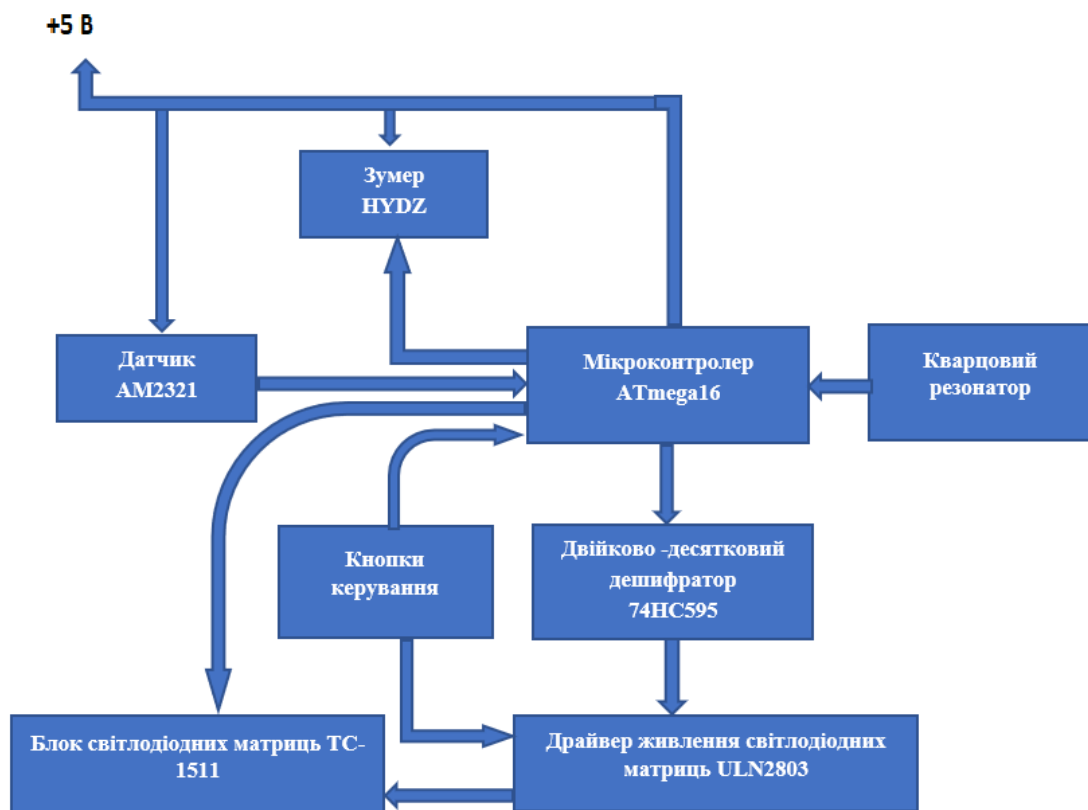 +5 В
Зумер
HYDZ
Датчик
AM2321
Мікроконтролер
ATmega16
Кварцовий
резонатор
Кнопки
керування
Двійково -десятковий
дешифратор
74HC595
Блок світлодіодних матриць TC-
1511
Драйвер живлення світлодіодних
матриць ULN2803